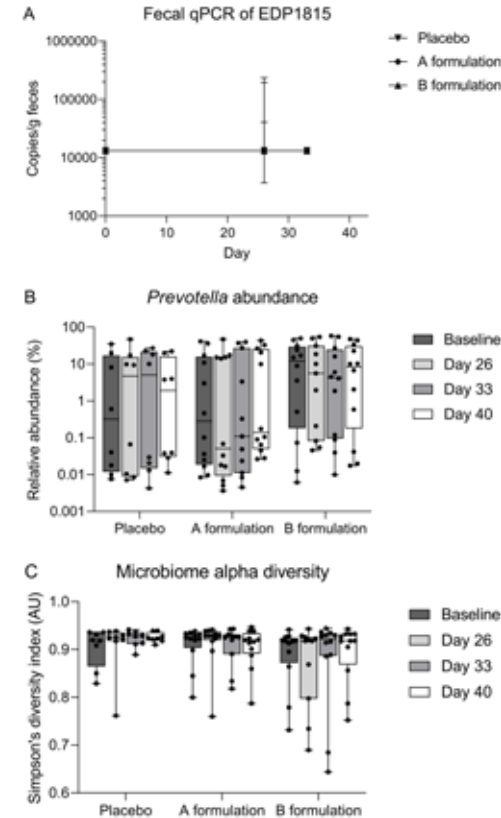 A
Fecal qPCR of EDP1815
Copies/g feces
1000000
100000
10000
1000
0 10 20 30 40
Day
Placebo
A formulation
B formulation
B
Prevotella abundance
Relative abundance (%)
100
10
1
0.1
0.01
0.001
Placebo A formulation B formulation
Baseline
Day 26
Day 33
Day 40
C
Microbiome alpha diversity
Simpson's diversity index (AU)
1.0
0.9
0.8
0.7
0.6
Placebo A formulation B formulation
Baseline
Day 26
Day 33
Day 40